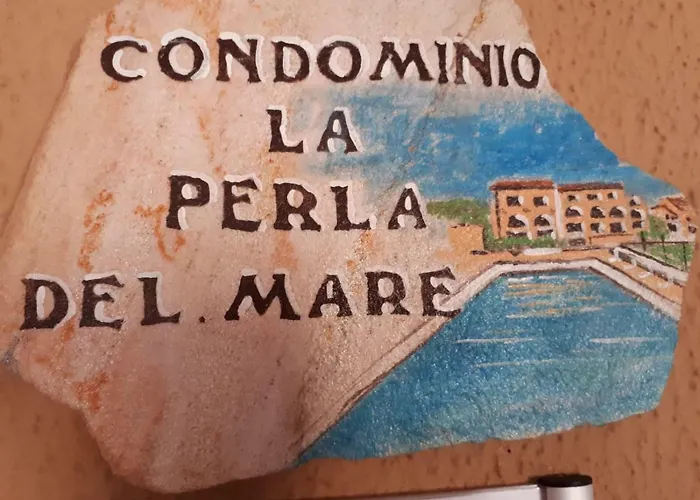 CONDOMINIO
LA
PERLA
DEL. MARE